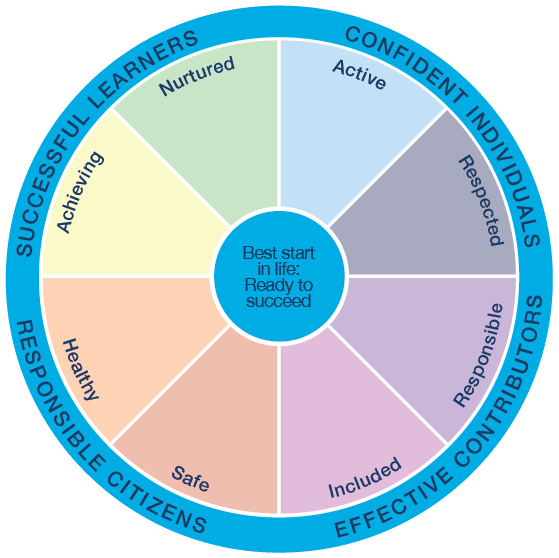 SUCCESSFUL LEARNERS
CONFIDENT INDIVIDUALS
Nurtured
Active
Achieving
Respected
Best start
in life:
Ready to
succeed
Healthy
Responsible
Safe
Included
RESPONSIBLE CITIZENS
EFFECTIVE CONTRIBUTORS